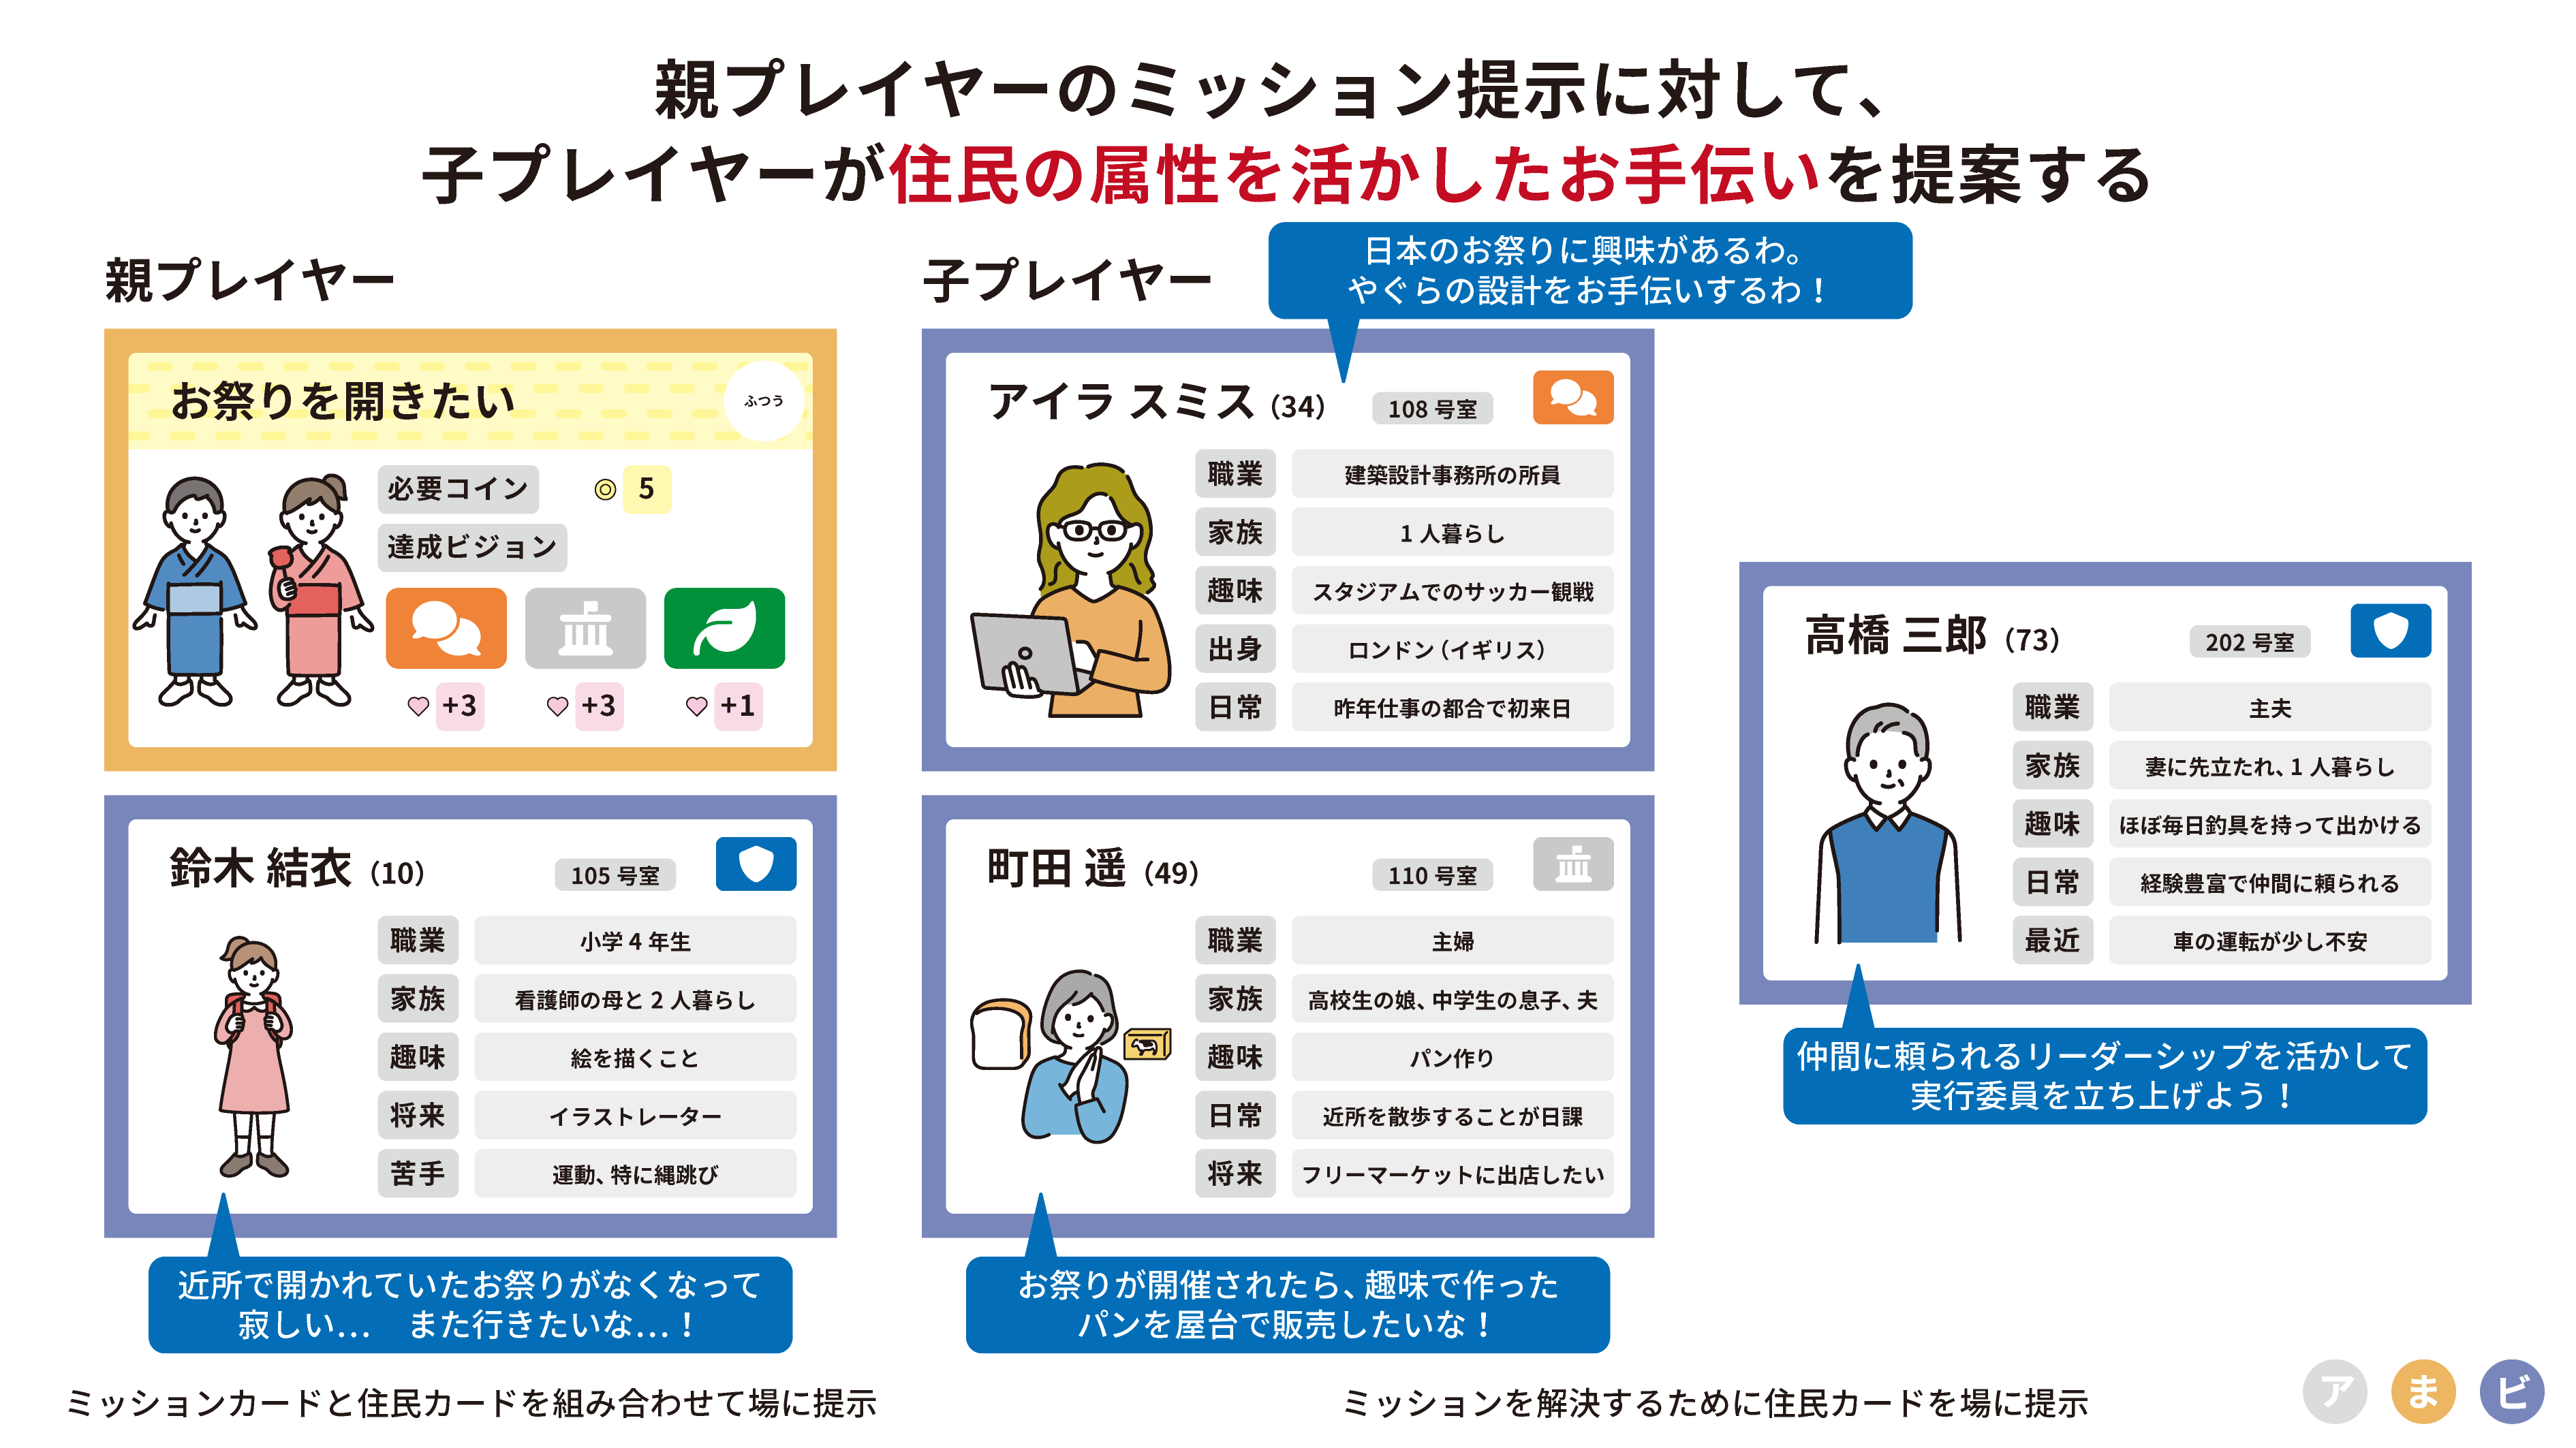 親プレイヤーのミッション提示に対して、
子プレイヤーが住民の属性を活かしたお手伝いを提案する
親プレイヤー
お祭りを開きたい
ふつう
必要コイン
5
達成ビジョン
+3
+3
+1
鈴木 結衣（10）
105 号室
職業
小学 4 年生
家族
看護師の母と 2 人暮らし
趣味
絵を描くこと
将来
イラストレーター
苦手
運動、特に縄跳び
近所で開かれていたお祭りがなくなって
寂しい…　また行きたいな…！
ミッションカードと住民カードを組み合わせて場に提示
子プレイヤー
日本のお祭りに興味があるわ。
やぐらの設計をお手伝いするわ！
アイラ スミス（34）
108 号室
職業
建築設計事務所の所員
家族
1 人暮らし
趣味
スタジアムでのサッカー観戦
出身
ロンドン（イギリス）
日常
昨年仕事の都合で初来日
町田 遥（49）
110 号室
職業
主婦
家族
高校生の娘、中学生の息子、夫
趣味
パン作り
日常
近所を散歩することが日課
将来
フリーマーケットに出店したい
お祭りが開催されたら、趣味で作った
パンを屋台で販売したいな！
高橋 三郎（73）
202 号室
職業
主夫
家族
妻に先立たれ、1 人暮らし
趣味
ほぼ毎日釣具を持って出かける
日常
経験豊富で仲間に頼られる
最近
車の運転が少し不安
仲間に頼られるリーダーシップを活かして
実行委員を立ち上げよう！
ミッションを解決するために住民カードを場に提示
ア ま ビ